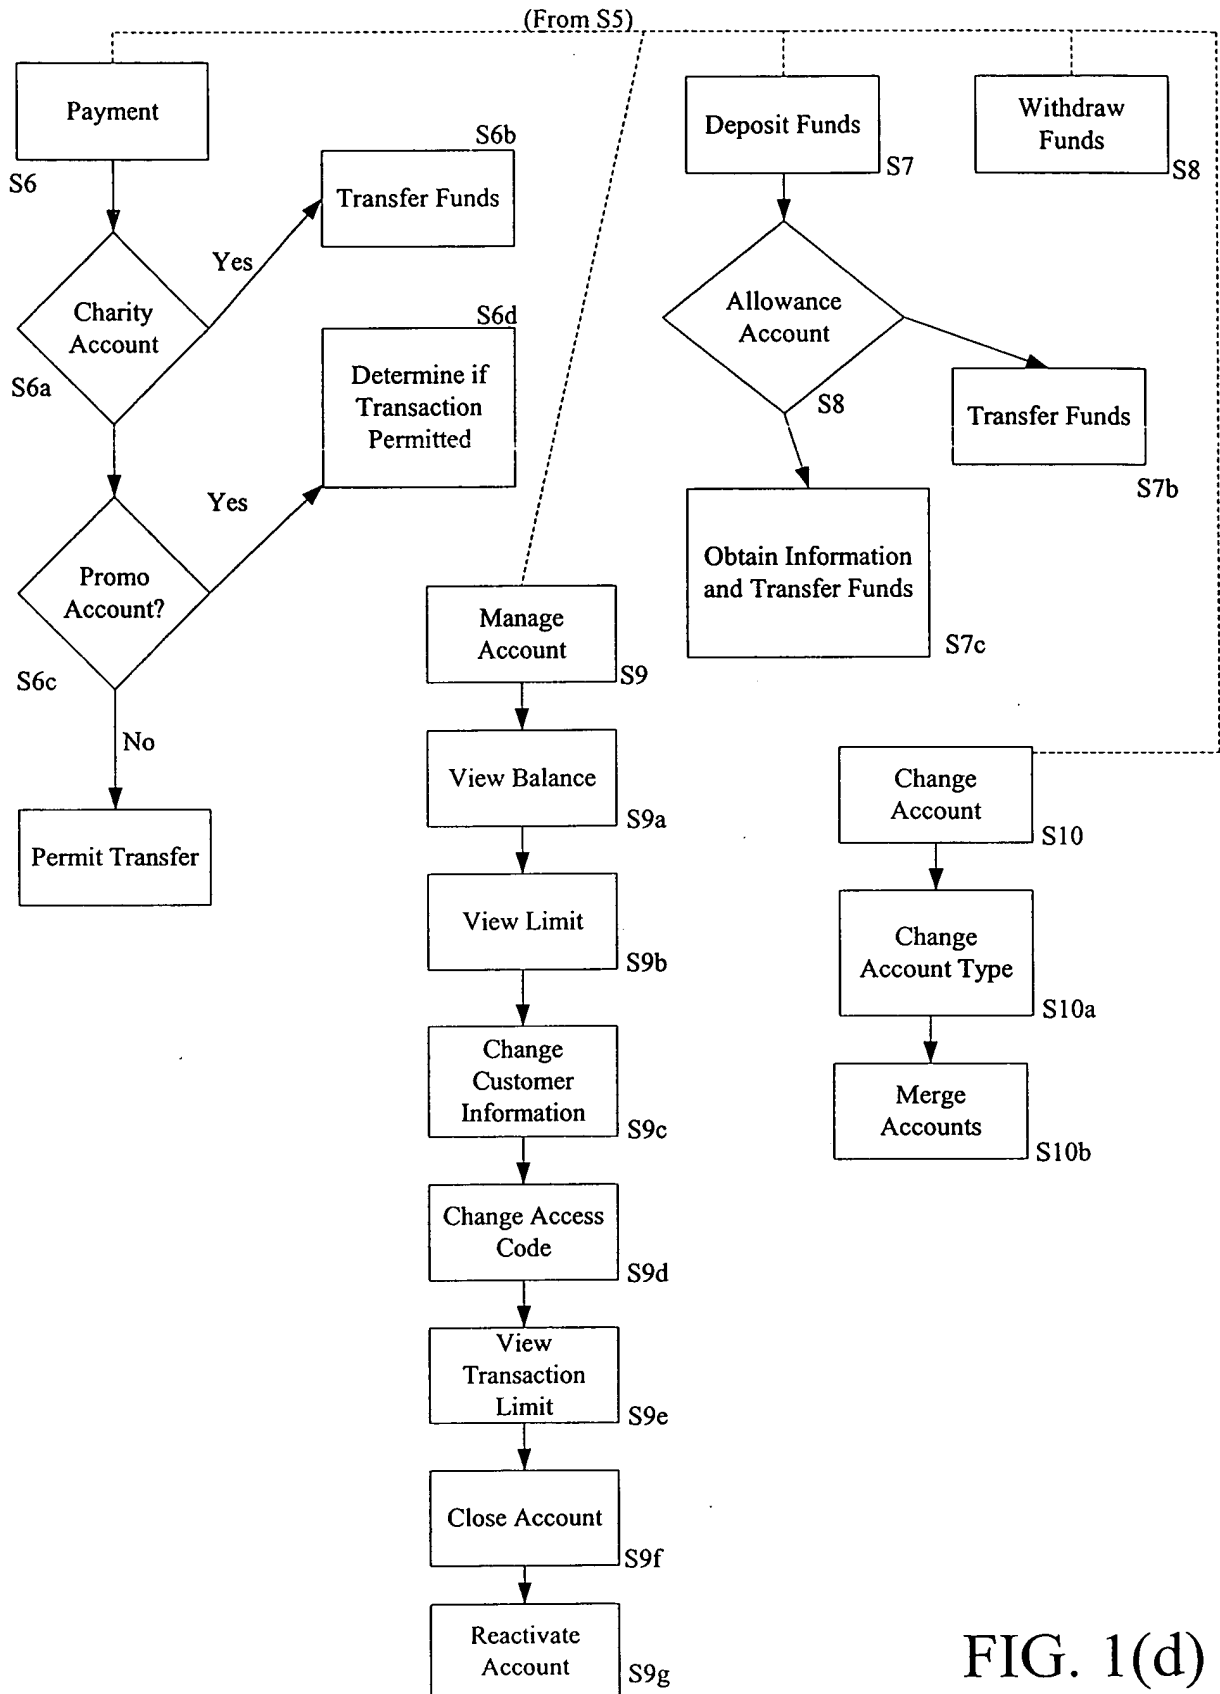 (From S5)
Payment
S6
Charity
Account
S6a
Yes
S6b
Transfer Funds
S6d
Determine if
Transaction
Permitted
Yes
Promo
Account?
S6c
No
Permit Transfer
Deposit Funds
S7
Allowance
Account
S8
Transfer Funds
S7b
Obtain Information
and Transfer Funds
S7c
Withdraw
Funds
S8
Manage
Account
S9
View Balance
S9a
View Limit
S9b
Change
Customer
Information
S9c
Change Access
Code
S9d
View
Transaction
Limit
S9e
Close Account
S9f
Reactivate
Account
S9g
Change
Account
S10
Change
Account Type
S10a
Merge
Accounts
S10b
FIG. 1(d)